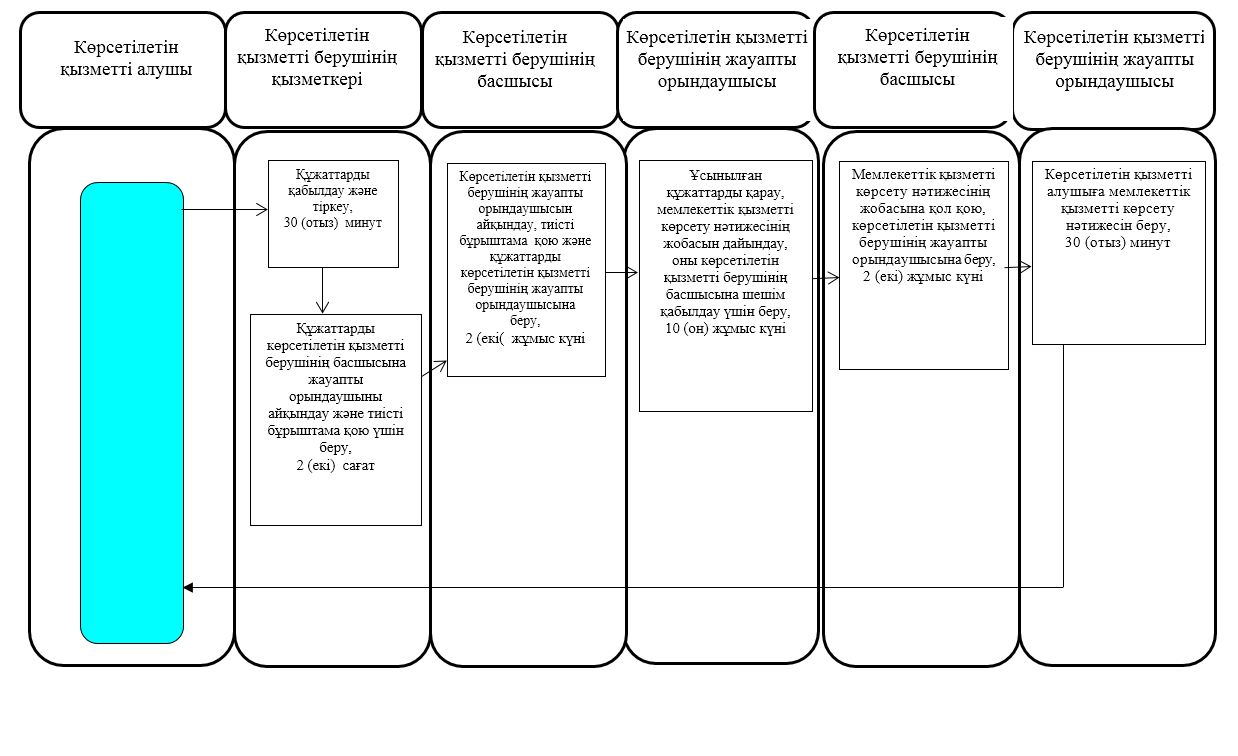 Көрсетілетін
қызметті алушы
Көрсетілетін
қызметті берушінің
қызметкері
Көрсетілетін
қызметті берушінің
басшысы
Көрсетілетін қызметті
берушінің жауапты
орындаушысы
Көрсетілетін
қызметті берушінің
басшысы
Көрсетілетін қызметті
берушінің жауапты
орындаушысы
Құжаттарды
қабылдау және
тіркеу,
30 (отыз) минут
Құжаттарды
көрсетілетін қызметті
берушінің басшысына
жауапты
орындаушыны
айқындау және тиісті
бұрыштама қою үшін
беру,
2 (екі) сағат
Көрсетілетін қызметті
берушінің жауапты
орындаушысын
айқындау, тиісті
бұрыштама қою және
құжаттарды
көрсетілетін қызметті
берушінің жауапты
орындаушысына
беру,
2 (екі( жұмыс күні
Ұсынылған
құжаттарды қарау,
мемлекеттік қызметті
көрсету нәтижесінің
жобасын дайындау,
оны көрсетілетін
қызметті берушінің
басшысына шешім
қабылдау үшін беру,
10 (он) жұмыс күні
Мемлекеттік қызметті
көрсету нәтижесінің
жобасына қол қою,
көрсетілетін қызметті
берушінің жауапты
орындаушысына беру,
2 (екі) жұмыс күні
Көрсетілетін қызметті
алушыға мемлекеттік
қызметті көрсету
нәтижесін беру,
30 (отыз) минут